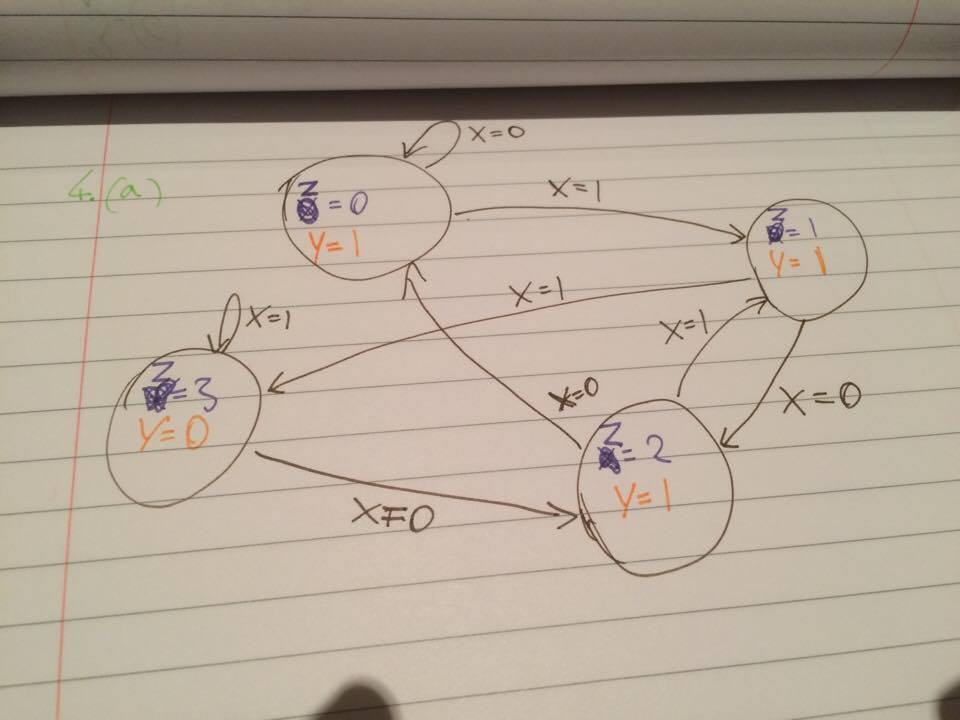 4.(a)
X=0
Z=0
Y=1
X=1
Z=1
Y=1
X=1
X=1
Z=3
Y=0
X=1
X=0
X=0
Z=2
Y=1
X=0